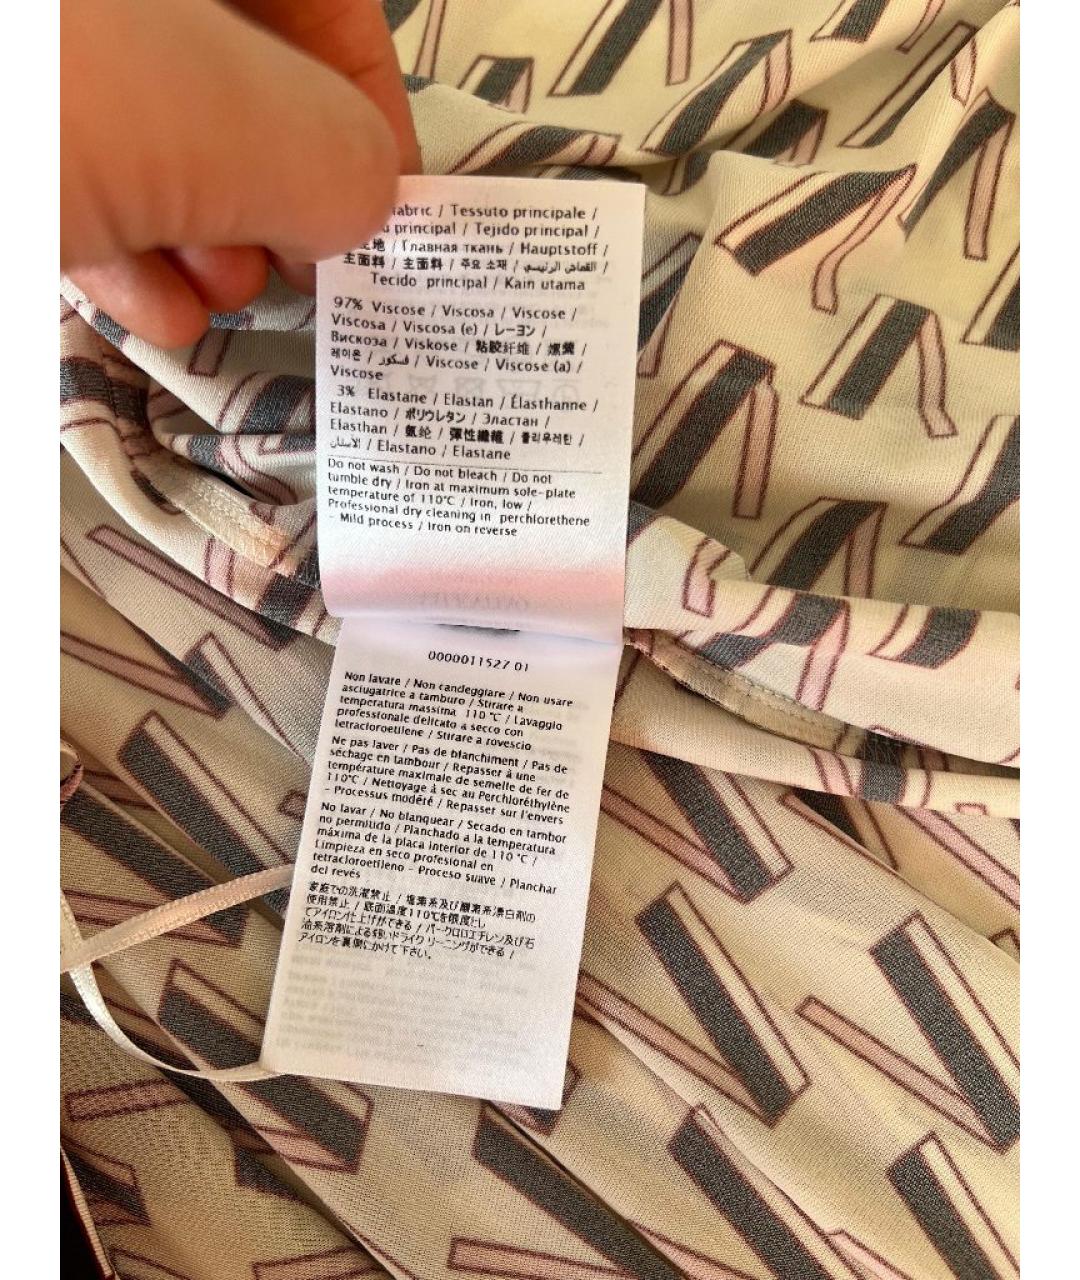 fabric / Tessuto principale /
principal / Tejido principal /
地 / Главная ткань / Hauptstoff /
主面料 / 主面料 / 주요 소재 / القماش الرئيسي /
Tecido principal / Kain utama
97% Viscose / Viscosa / Viscose /
Viscosa / Viscosa (e) / レーヨン /
Вискоза / Viskose / 粘胶纤维 / 嫘縈 /
레이온 / فسكوز / Viscose / Viscose (a) /
Viscose
3% Elastane / Elastan / Élasthanne /
Elastano / ポリウレタン / Эластан /
Elasthan / 氨纶 / 彈性纖維 / 폴리우레탄 /
الأستان / Elastano / Elastane
Do not wash / Do not bleach / Do not
tumble dry / Iron at maximum sole-plate
temperature of 110°C / Iron, low /
Professional dry cleaning in perchlorethene
- Mild process / Iron on reverse
0000011527 01
Non lavare / Non candeggiare / Non usare
asciugatrice a tamburo / Stirare a
temperatura massima 110 °C / Lavaggio
professionale delicato a secco con
tetracloroetilene / Stirare a rovescio
Ne pas laver / Pas de blanchiment / Pas de
séchage en tambour / Repasser à une
température maximale de semelle de fer de
110°C / Nettoyage à sec au Perchloréthylène
- Processus modéré / Repasser sur l'envers
No lavar / No blanquear / Secado en tambor
no permitido / Planchado a la temperatura
máxima de la placa interior de 110 °C /
Limpieza en seco profesional en
tetracloroetileno - Proceso suave / Planchar
del revés
家庭での洗濯禁止 / 塩素系及び酸素系漂白剤の
使用禁止 / 底面温度110℃を限度とし
てアイロン仕上げができる / パークロロエチレン及び石
油系溶剤による弱いドライクリーニングができる /
アイロンを裏側にかけて下さい。